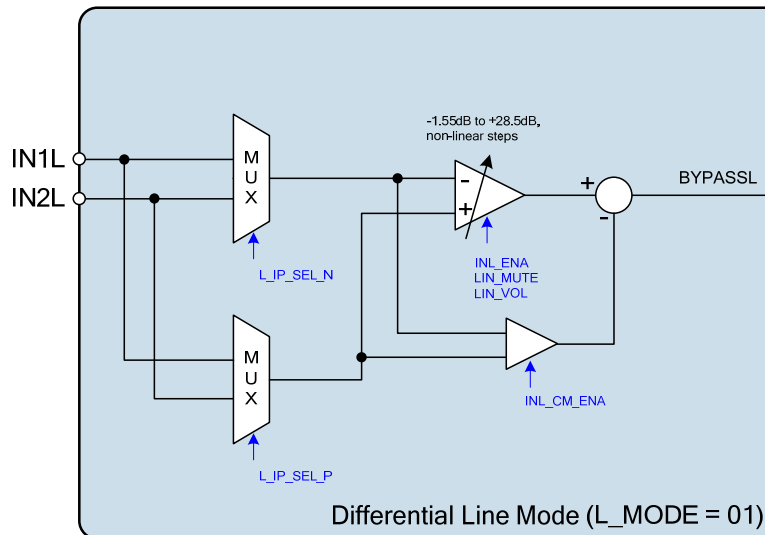 -1.55dB to +28.5dB,
non-linear steps
IN1L
IN2L
M
U
X
-
+
+
-
BYPASSL
L_IP_SEL_N
INL_ENA
LIN_MUTE
LIN_VOL
M
U
X
INL_CM_ENA
L_IP_SEL_P
Differential Line Mode (L_MODE = 01)